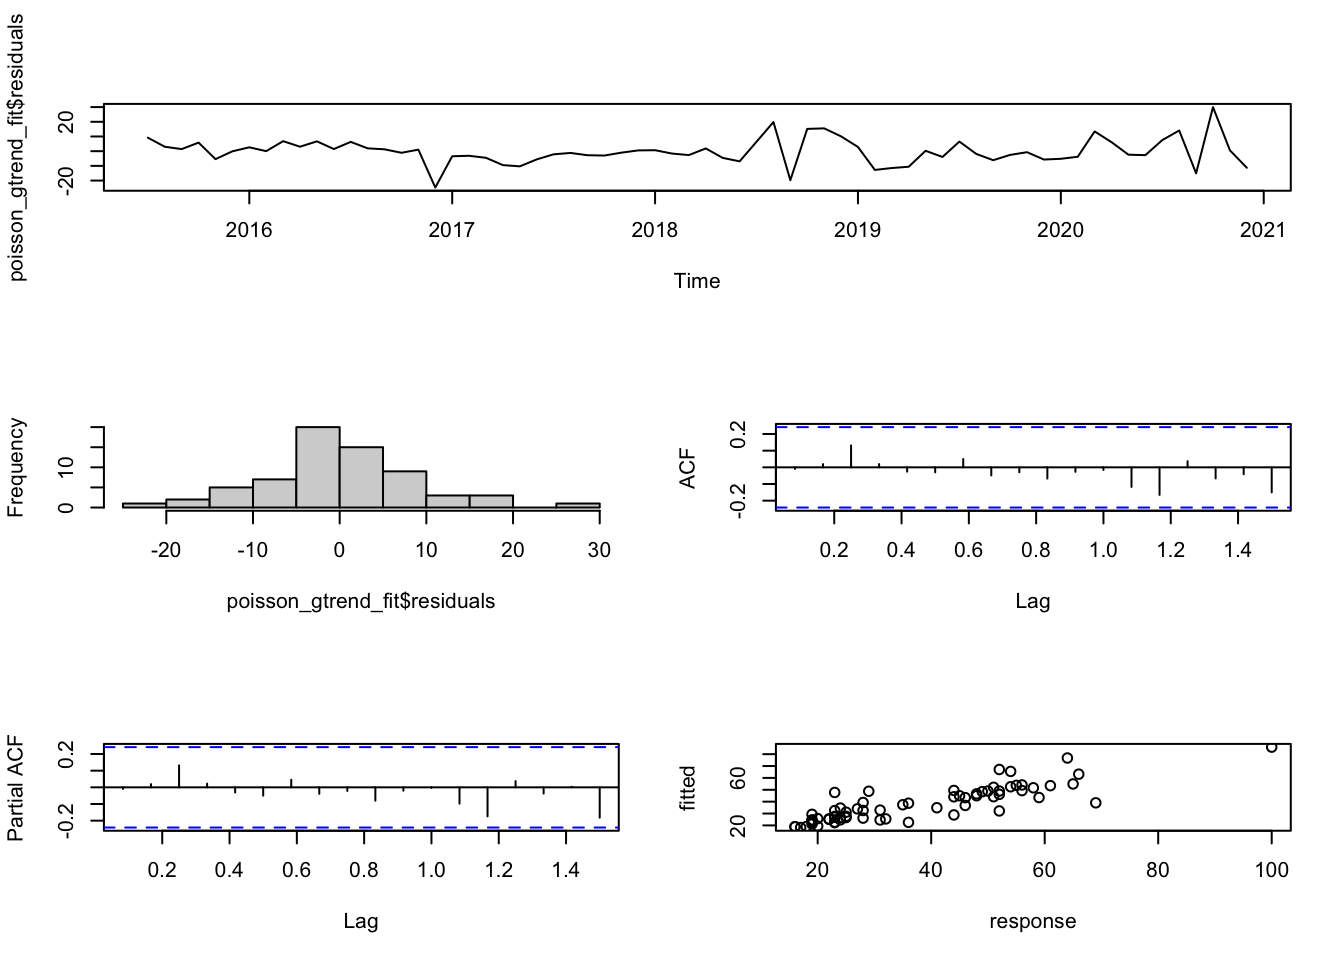 poisson_gtrend_fit$residuals
20
-20
2016 2017 2018 2019 2020 2021
Time
Frequency
10
0
-20 -10 0 10 20 30
poisson_gtrend_fit$residuals
ACF
0.2
-0.2
0.2 0.4 0.6 0.8 1.0 1.2 1.4
Lag
Partial ACF
0.2
-0.2
0.2 0.4 0.6 0.8 1.0 1.2 1.4
Lag
fitted
60
20
20 40 60 80 100
response